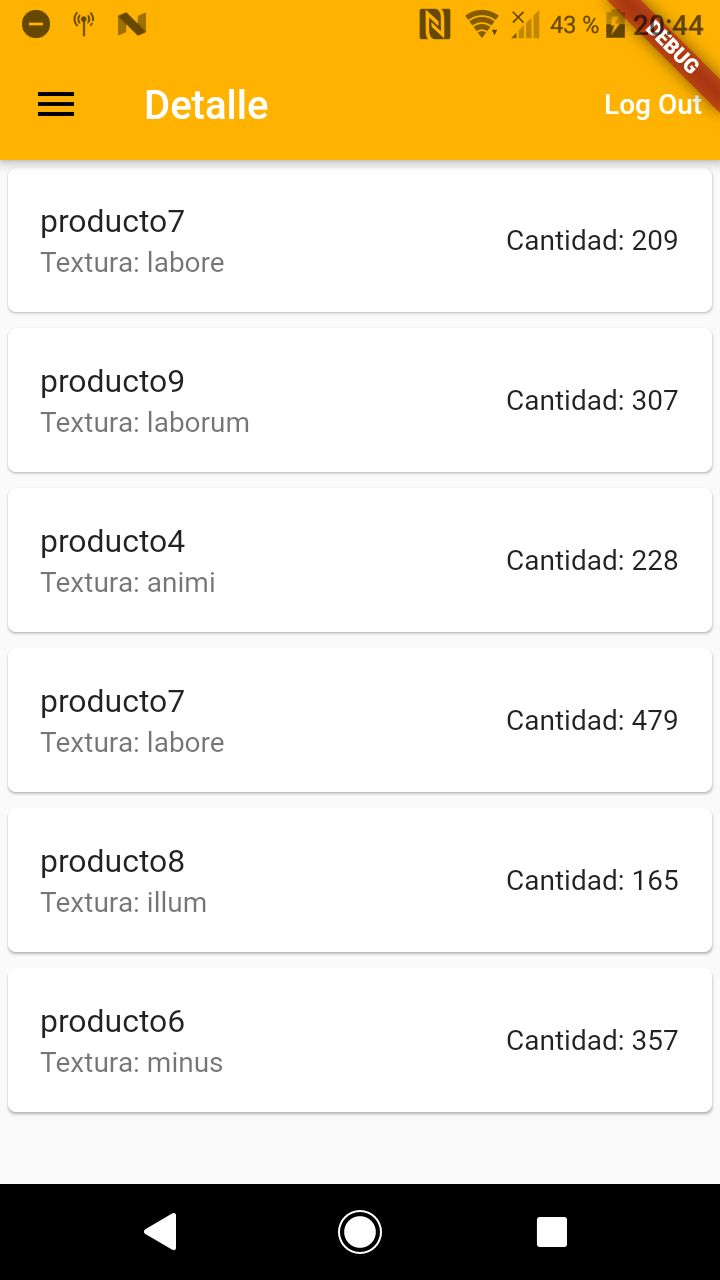 43 % 20:44
DEBUG
Detalle
Log Out
producto7
Textura: labore
Cantidad: 209
producto9
Textura: laborum
Cantidad: 307
producto4
Textura: animi
Cantidad: 228
producto7
Textura: labore
Cantidad: 479
producto8
Textura: illum
Cantidad: 165
producto6
Textura: minus
Cantidad: 357